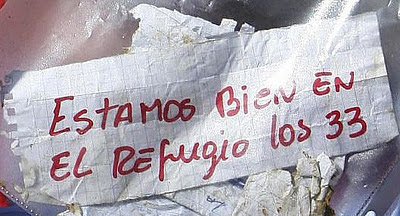 ESTAMOS BIEN EN
EL REFUGIO los 33